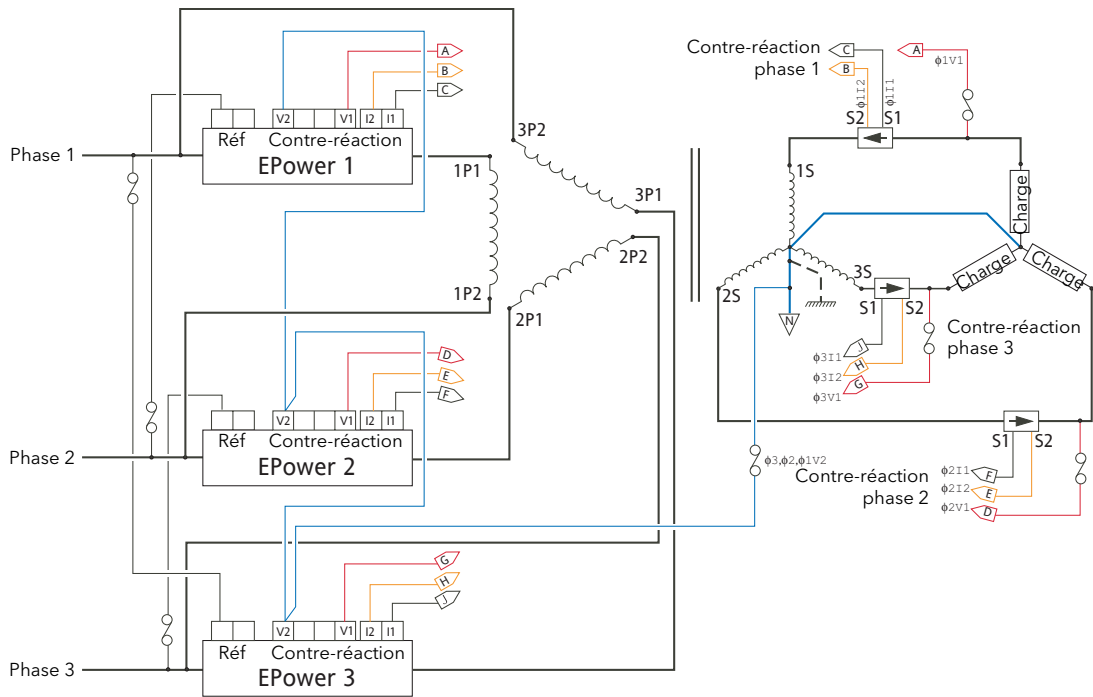 A
B
C
V2
V1
I2
I1
Réf
Contre-réaction
EPower 1
Phase 1
1P1
3P2
3P1
2P2
1P2
2P1
D
E
F
V2
V1
I2
I1
Réf
Contre-réaction
EPower 2
Phase 2
G
H
J
V2
V1
I2
I1
Réf
Contre-réaction
EPower 3
Phase 3
Contre-réaction
phase 1
C
B
A
ϕ1V1
ϕ1I2
ϕ1I1
S2
S1
1S
Charge
Charge
Charge
2S
3S
S1
S2
N
Contre-réaction
phase 3
ϕ3I1
J
ϕ3I2
H
ϕ3V1
G
S1
S2
ϕ3,ϕ2,ϕ1V2
Contre-réaction
phase 2
ϕ2I1
F
ϕ2I2
E
ϕ2V1
D